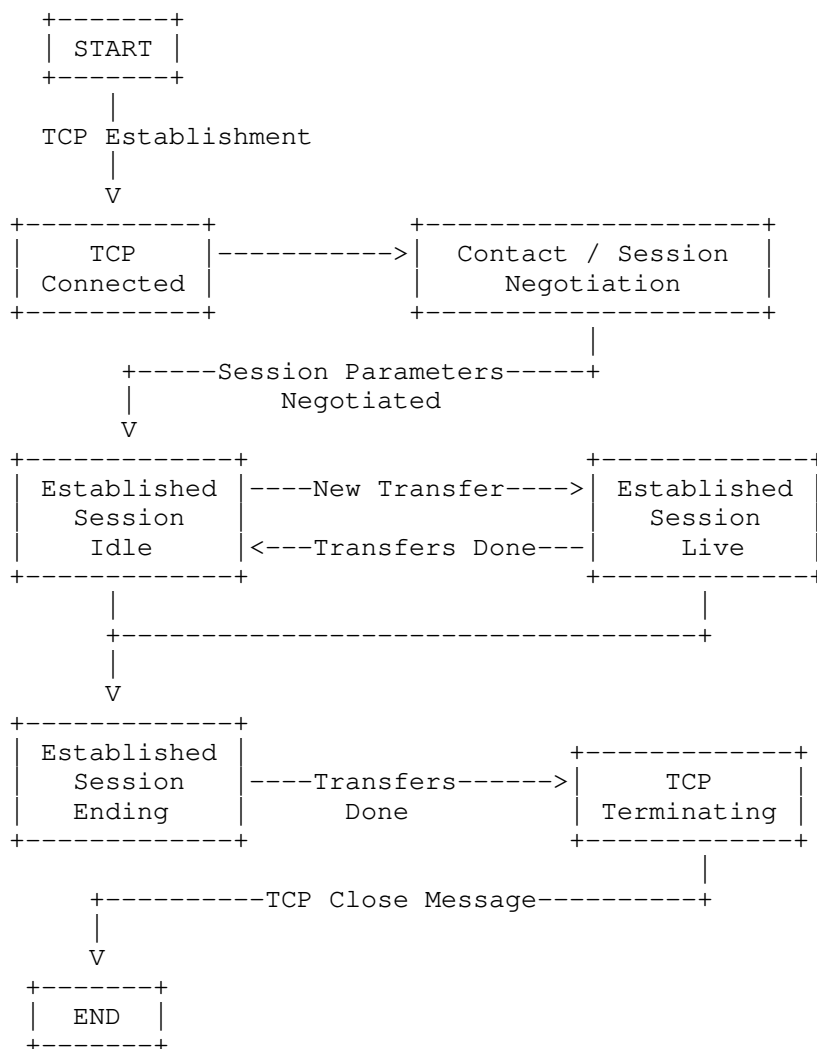 START
TCP Establishment
V
TCP Contact / Session
Connected Negotiation
Session Parameters
Negotiated
V
Established New Transfer Established
Session Session
Idle Transfers Done Live
V
Established
Session Transfers TCP
Ending Done Terminating
TCP Close Message
V
END